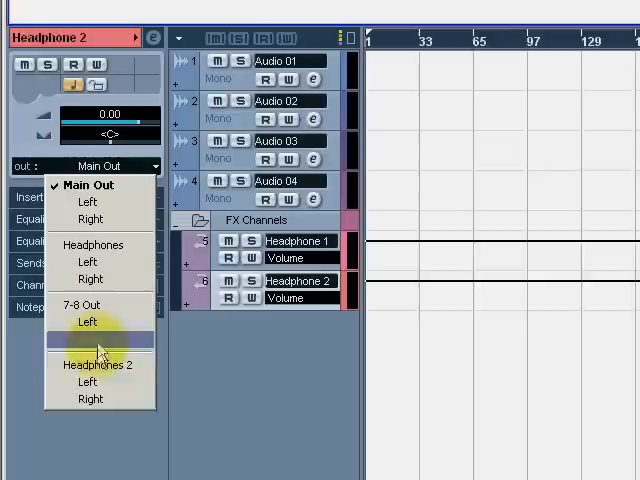 Headphone 2
e
M S R W
0.00
<C>
out : Main Out
Main Out
Left
Right
Headphones
Left
Right
7-8 Out
Left
Headphones 2
Left
Right
Insert
Equali
Equali
Sends
Chann
Notep
M S R W
1 M S Audio 01
Mono R W e
2 M S Audio 02
Mono R W e
3 M S Audio 03
Mono R W e
4 M S Audio 04
Mono R W e
FX Channels
5 M S Headphone 1
R W Volume
6 M S Headphone 2
R W Volume
1 33 65 97 129